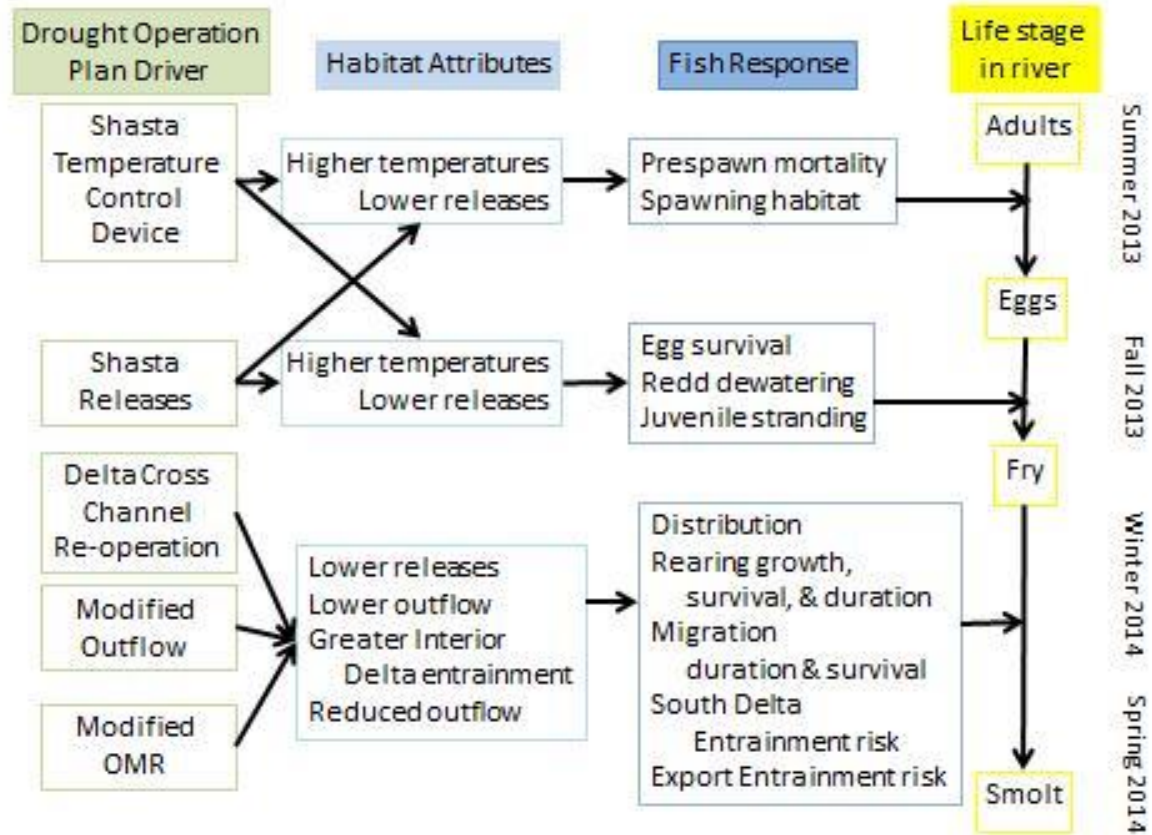 Drought Operation
Plan Driver
Habitat Attributes
Fish Response
Life stage
in river
Shasta
Temperature
Control
Device
Higher temperatures
Lower releases
Prespawn mortality
Spawning habitat
Adults
Summer 2013
Eggs
Shasta
Releases
Higher temperatures
Lower releases
Egg survival
Redd dewatering
Juvenile stranding
Fall 2013
Fry
Delta Cross
Channel
Re-operation
Modified
Outflow
Modified
OMR
Lower releases
Lower outflow
Greater Interior
Delta entrainment
Reduced outflow
Distribution
Rearing growth,
survival, & duration
Migration
duration & survival
South Delta
Entrainment risk
Export Entrainment risk
Winter 2014
Spring 2014
Smolt